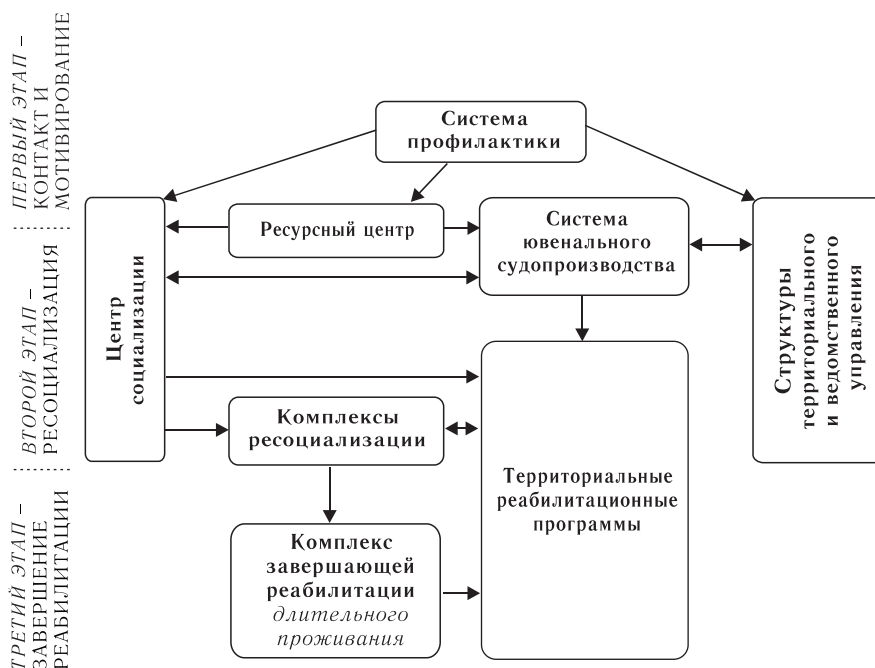 ПЕРВЫЙ ЭТАП –
КОНТАКТ И
МОТИВИРОВАНИЕ
Система
профилактики
Ресурсный центр
Система
ювенального
судопроизводства
Центр
социализации
Структуры
территориального
и ведомственного
управления
ВТОРОЙ ЭТАП –
РЕСОЦИАЛИЗАЦИЯ
Комплексы
ресоциализации
Территориальные
реабилитационные
программы
ТРЕТИЙ ЭТАП –
ЗАВЕРШЕНИЕ
РЕАБИЛИТАЦИИ
Комплекс
завершающей
реабилитации
длительного
проживания